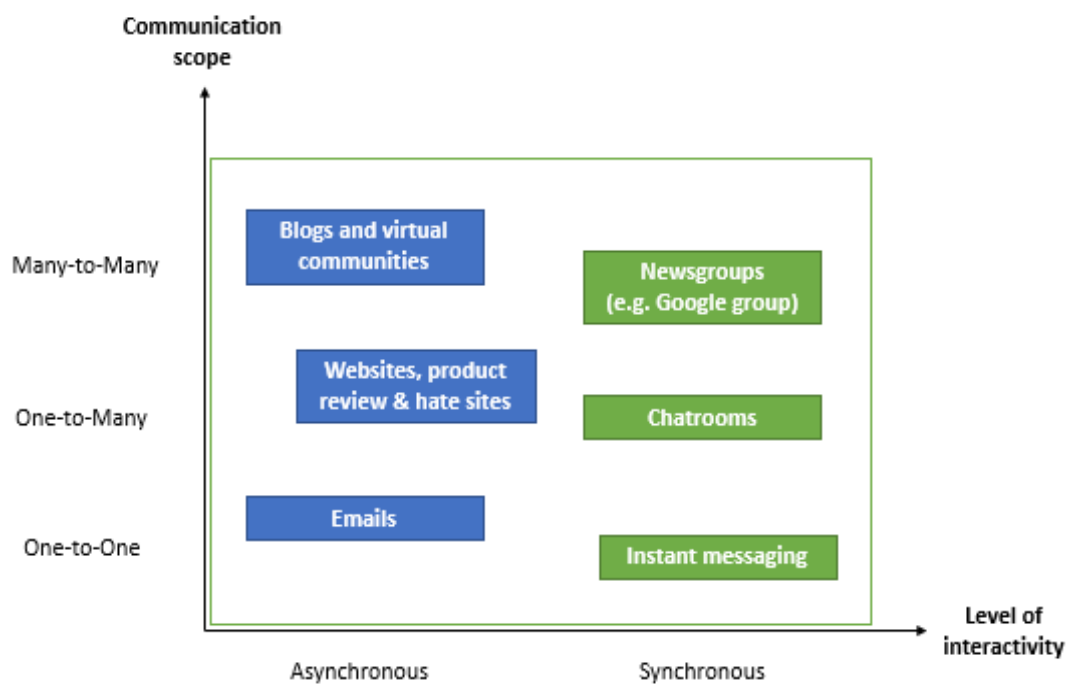 Communication
scope
Blogs and virtual
communities
Many-to-Many
Newsgroups
(e.g. Google group)
Websites, product
review & hate sites
One-to-Many
Chatrooms
Emails
One-to-One
Instant messaging
Level of
interactivity
Asynchronous
Synchronous